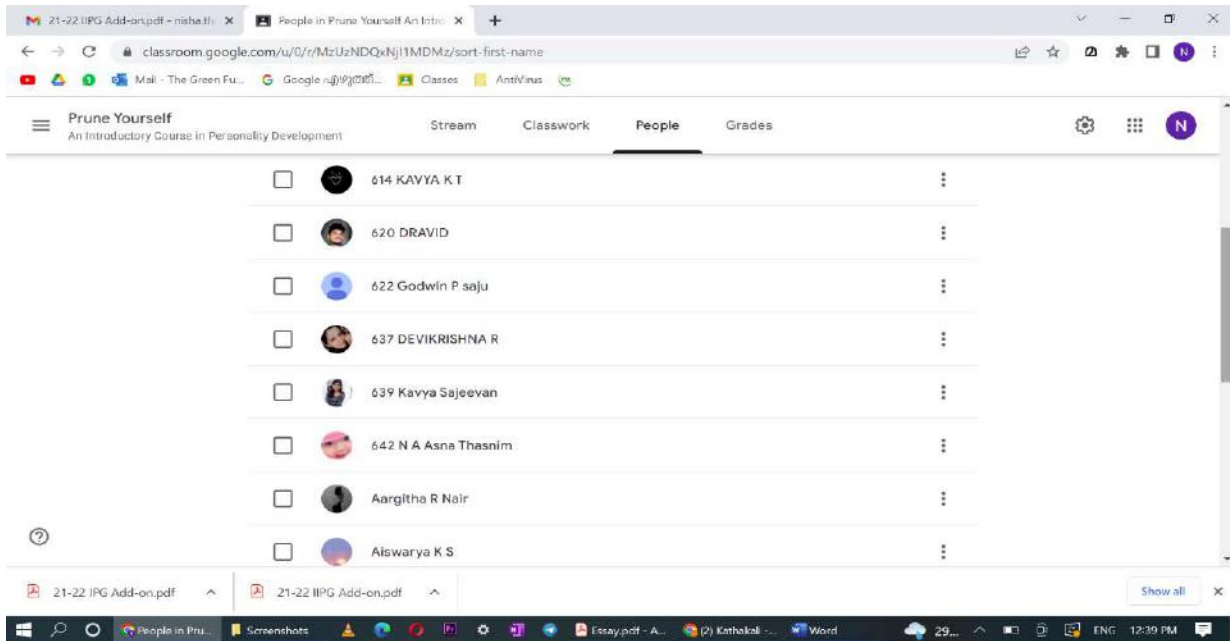 21-22 IIPG Add-on.pdf - nisha.th
People in Prune Yourself An Intro
classroom.google.com/u/0/r/MzUzNDQxNjI1MDMz/sort-first-name
N
Mail - The Green Fu...
Google എഴുത്ത്...
Classes
AntiVirus
Prune Yourself
An Introductory Course in Personality Development
Stream
Classwork
People
Grades
N
614 KAVYA K T
620 DRAVID
622 Godwin P saju
637 DEVIKRISHNA R
639 Kavya Sajeevan
642 N A Asna Thasnim
Aargitha R Nair
Aiswarya K S
21-22 IPG Add-on.pdf
21-22 IIPG Add-on.pdf
Show all
People in Pru...
Screenshots
Essay.pdf - A...
(2) Kathakali -...
Word
29...
ENG
12:39 PM